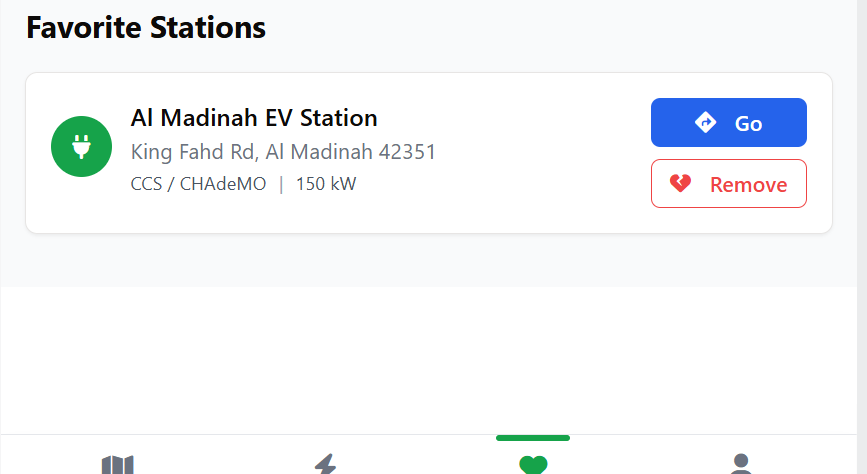 Favorite Stations
Al Madinah EV Station
King Fahd Rd, Al Madinah 42351
CCS / CHAdeMO | 150 kW
Go
Remove